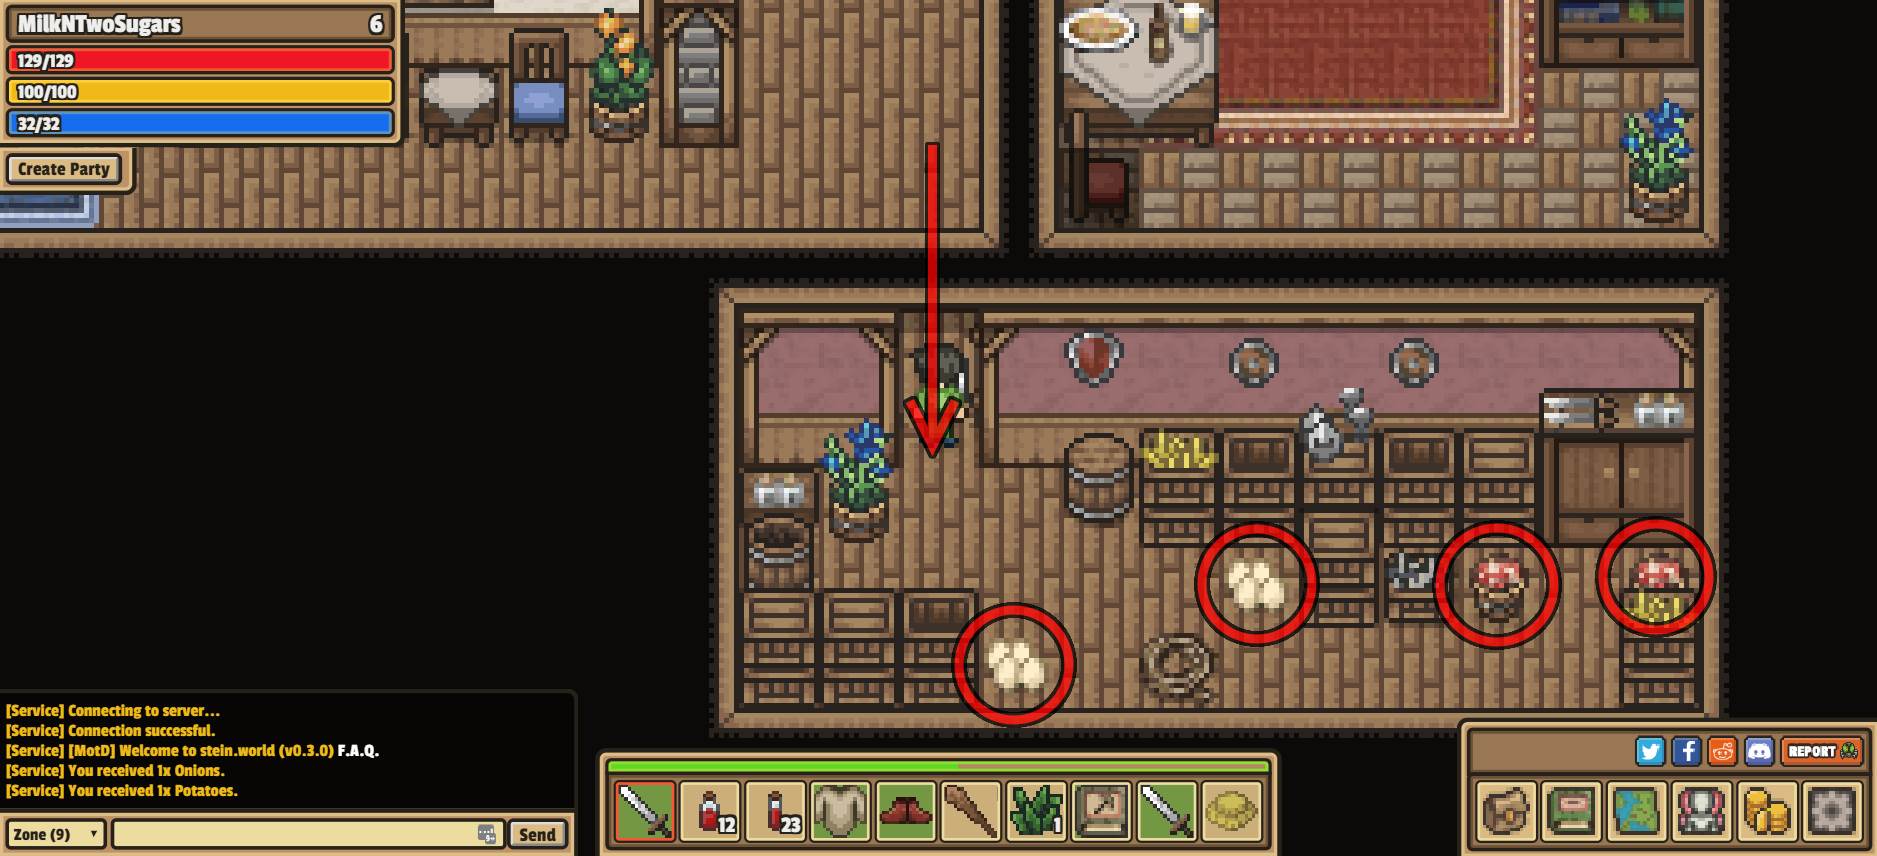 MilkNTwoSugars 6
129/129
100/100
32/32
Create Party
[Service] Connecting to server...
[Service] Connection successful.
[Service] [MotD] Welcome to stein.world (v0.3.0) F.A.Q.
[Service] You received 1x Onions.
[Service] You received 1x Potatoes.
Zone (9)
Send
12
23
1
REPORT